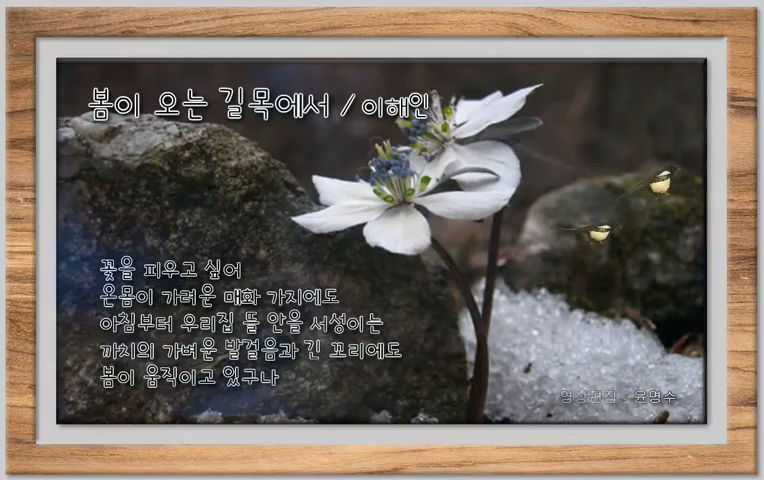 봄이 오는 길목에서 / 이해인
꽃을 피우고 싶어
온몸이 가려운 매화 가지에도
아침부터 우리집 뜰 안을 서성이는
까치의 가벼운 발걸음과 긴 꼬리에도
봄이 움직이고 있구나
영상편집 - 윤명수